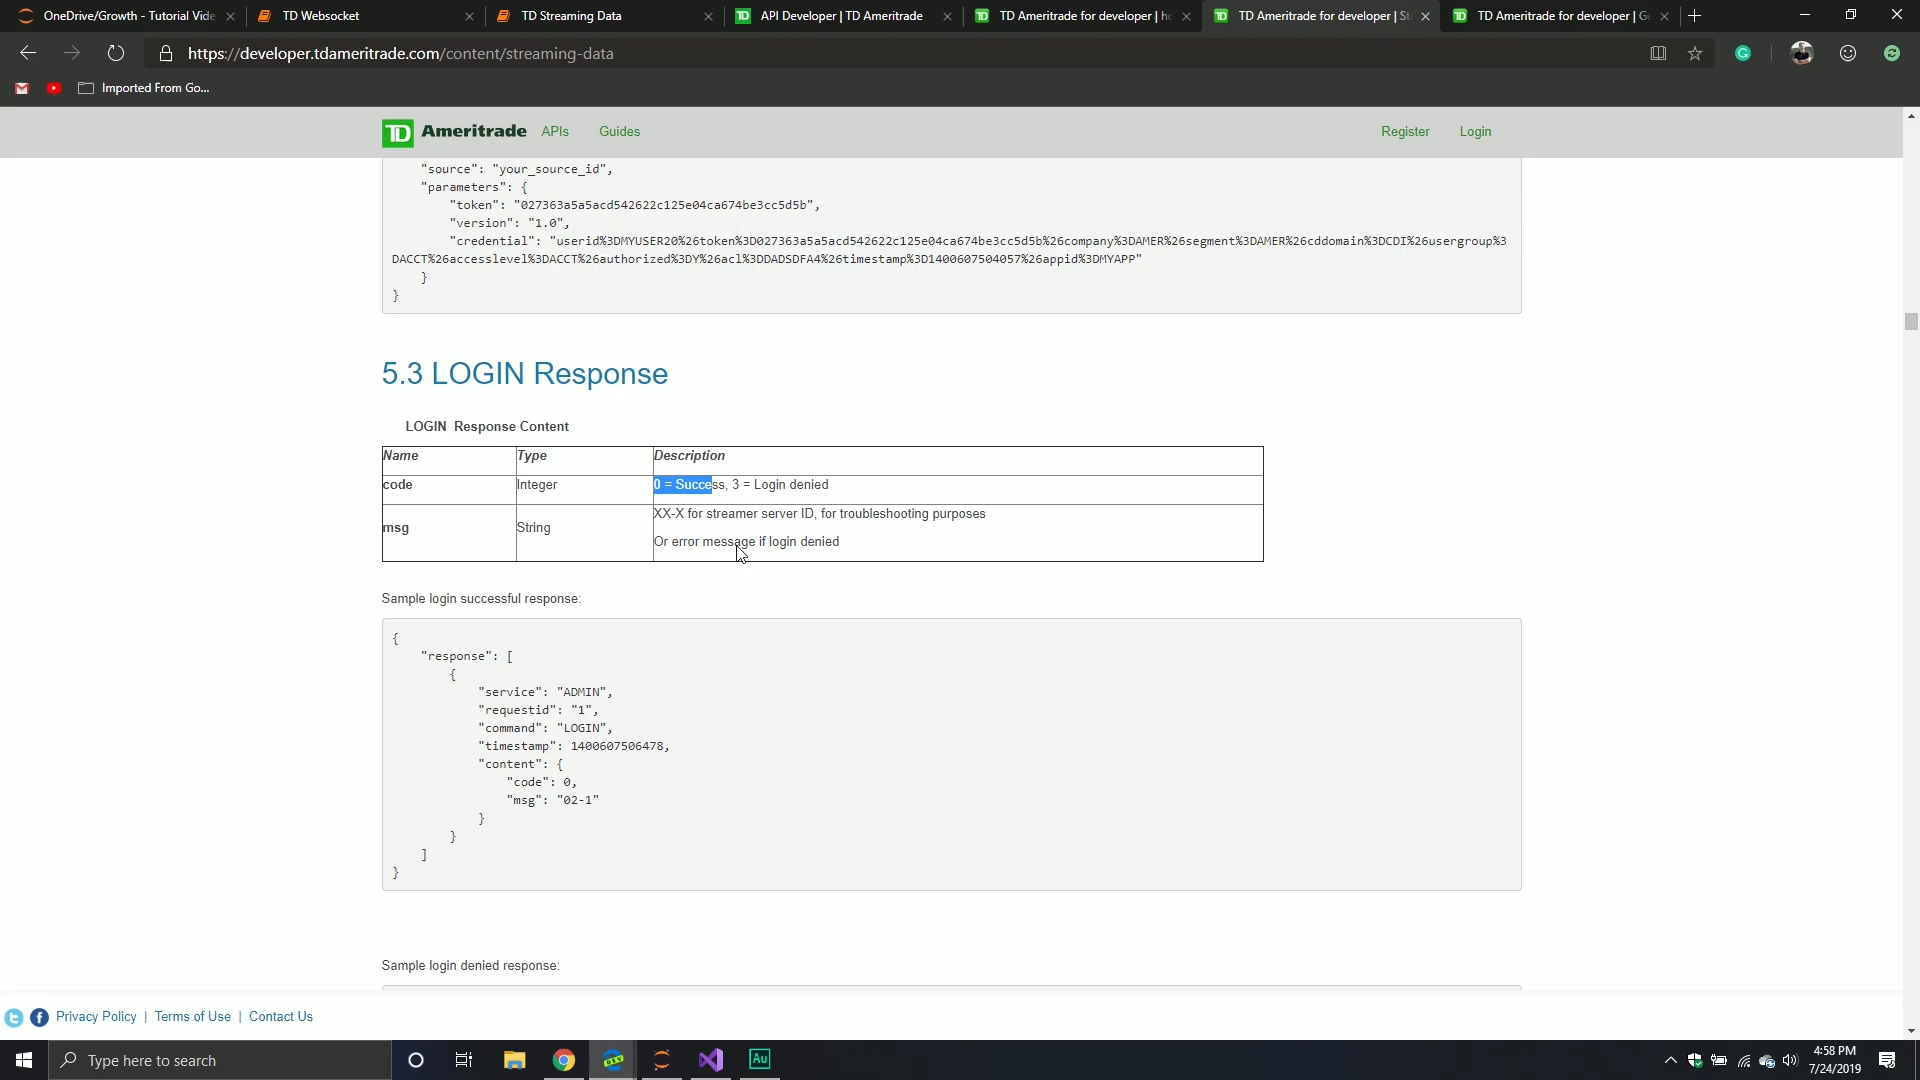 OneDrive/Growth - Tutorial Vide
TD Websocket
TD Streaming Data
API Developer | TD Ameritrade
TD Ameritrade for developer | ho
TD Ameritrade for developer | St
TD Ameritrade for developer | Ge
https://developer.tdameritrade.com/content/streaming-data
Imported From Go...
TD Ameritrade APIs Guides Register Login
"source": "your_source_id",
"parameters": {
"token": "027363a5a5acd542622c125e04ca674be3cc5d5b",
"version": "1.0",
"credential": "userid%3DMYUSER20%26token%3D027363a5a5acd542622c125e04ca674be3cc5d5b%26company%3DAMER%26segment%3DAMER%26cddomain%3DCDI%26usergroup%3
DACCT%26accesslevel%3DACCT%26authorized%3DY%26acl%3DDADSDFA4%26timestamp%3D1400607504057%26appid%3DMYAPP"
}
}
5.3 LOGIN Response
LOGIN Response Content
Name Type Description
code Integer 0 = Success, 3 = Login denied
msg String XX-X for streamer server ID, for troubleshooting purposes
Or error message if login denied
Sample login successful response:
{
"response": [
{
"service": "ADMIN",
"requestid": "1",
"command": "LOGIN",
"timestamp": 1400607506478,
"content": {
"code": 0,
"msg": "02-1"
}
}
]
}
Sample login denied response:
Privacy Policy | Terms of Use | Contact Us
Type here to search
DEV
Au
4:58 PM
7/24/2019